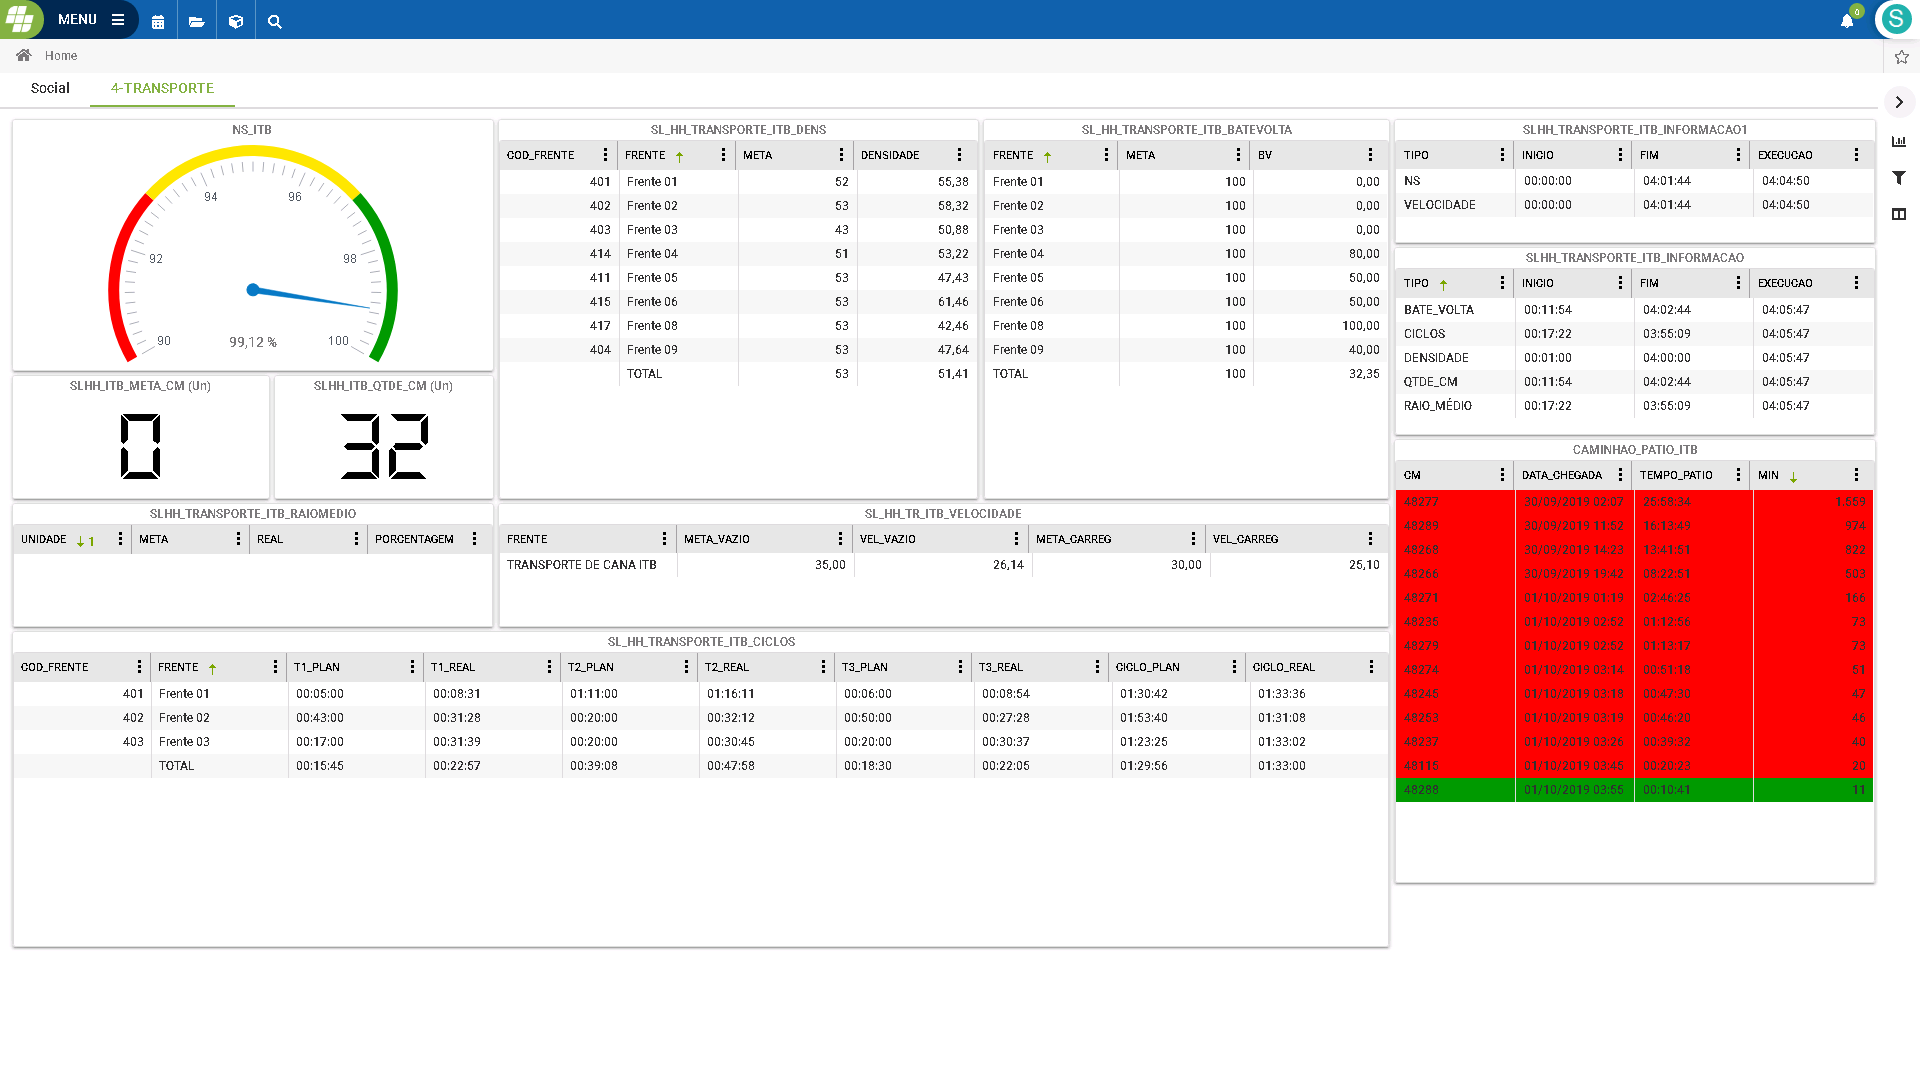 MENU
0
S
Home
Social
4-TRANSPORTE
NS_ITB
90
92
94
96
98
100
99,12 %
SLHH_ITB_META_CM (Un)
0
SLHH_ITB_QTDE_CM (Un)
32
SL_HH_TRANSPORTE_ITB_DENS
COD_FRENTE FRENTE META DENSIDADE
401 Frente 01 52 55,38
402 Frente 02 53 58,32
403 Frente 03 43 50,88
414 Frente 04 51 53,22
411 Frente 05 53 47,43
415 Frente 06 53 61,46
417 Frente 08 53 42,46
404 Frente 09 53 47,64
TOTAL 53 51,41
SL_HH_TRANSPORTE_ITB_BATEVOLTA
FRENTE META BV
Frente 01 100 0,00
Frente 02 100 0,00
Frente 03 100 0,00
Frente 04 100 80,00
Frente 05 100 50,00
Frente 06 100 50,00
Frente 08 100 100,00
Frente 09 100 40,00
TOTAL 100 32,35
SLHH_TRANSPORTE_ITB_INFORMACAO1
TIPO INICIO FIM EXECUCAO
NS 00:00:00 04:01:44 04:04:50
VELOCIDADE 00:00:00 04:01:44 04:04:50
SLHH_TRANSPORTE_ITB_INFORMACAO
TIPO INICIO FIM EXECUCAO
BATE_VOLTA 00:11:54 04:02:44 04:05:47
CICLOS 00:17:22 03:55:09 04:05:47
DENSIDADE 00:01:00 04:00:00 04:05:47
QTDE_CM 00:11:54 04:02:44 04:05:47
RAIO_MÉDIO 00:17:22 03:55:09 04:05:47
CAMINHAO_PATIO_ITB
CM DATA_CHEGADA TEMPO_PATIO MIN
48277 30/09/2019 02:07 25:58:34 1.559
48289 30/09/2019 11:52 16:13:49 974
48268 30/09/2019 14:23 13:41:51 822
48266 30/09/2019 19:42 08:22:51 503
48271 01/10/2019 01:19 02:46:25 166
48236 01/10/2019 02:52 01:12:56 73
48279 01/10/2019 02:52 01:13:17 73
48274 01/10/2019 03:14 00:51:18 51
48245 01/10/2019 03:18 00:47:30 47
48253 01/10/2019 03:19 00:46:20 46
48237 01/10/2019 03:26 00:39:32 40
48115 01/10/2019 03:45 00:20:23 20
48288 01/10/2019 03:55 00:10:41 11
SLHH_TRANSPORTE_ITB_RAIOMEDIO
UNIDADE 1 META REAL PORCENTAGEM
SL_HH_TR_ITB_VELOCIDADE
FRENTE META_VAZIO VEL_VAZIO META_CARREG VEL_CARREG
TRANSPORTE DE CANA ITB 35,00 26,14 30,00 25,10
SL_HH_TRANSPORTE_ITB_CICLOS
COD_FRENTE FRENTE T1_PLAN T1_REAL T2_PLAN T2_REAL T3_PLAN T3_REAL CICLO_PLAN CICLO_REAL
401 Frente 01 00:05:00 00:08:31 01:11:00 01:16:11 00:06:00 00:08:54 01:30:42 01:33:36
402 Frente 02 00:43:00 00:31:28 00:20:00 00:32:12 00:50:00 00:27:28 01:53:40 01:31:08
403 Frente 03 00:17:00 00:31:39 00:20:00 00:30:45 00:20:00 00:30:37 01:23:25 01:33:02
TOTAL 00:15:45 00:22:57 00:39:08 00:47:58 00:18:30 00:22:05 01:29:56 01:33:00